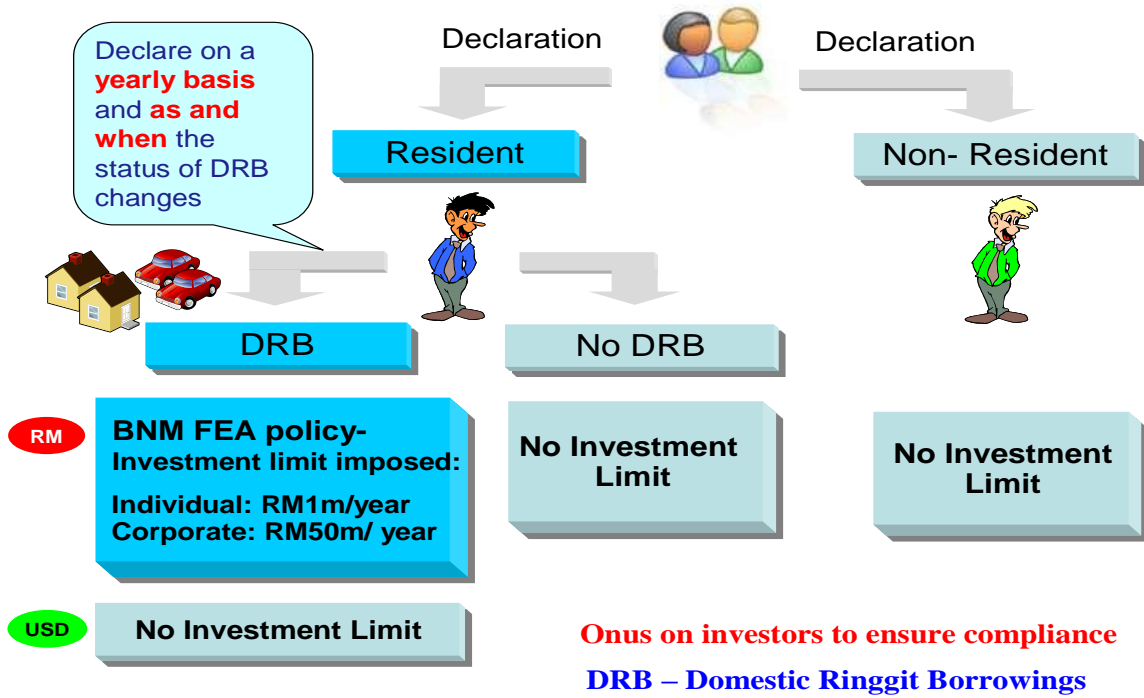 Declare on a
yearly basis
and as and
when the
status of DRB
changes
Declaration
Declaration
Resident
Non- Resident
DRB
No DRB
RM
BNM FEA policy-
Investment limit imposed:
Individual: RM1m/year
Corporate: RM50m/ year
No Investment
Limit
No Investment
Limit
USD
No Investment Limit
Onus on investors to ensure compliance
DRB – Domestic Ringgit Borrowings